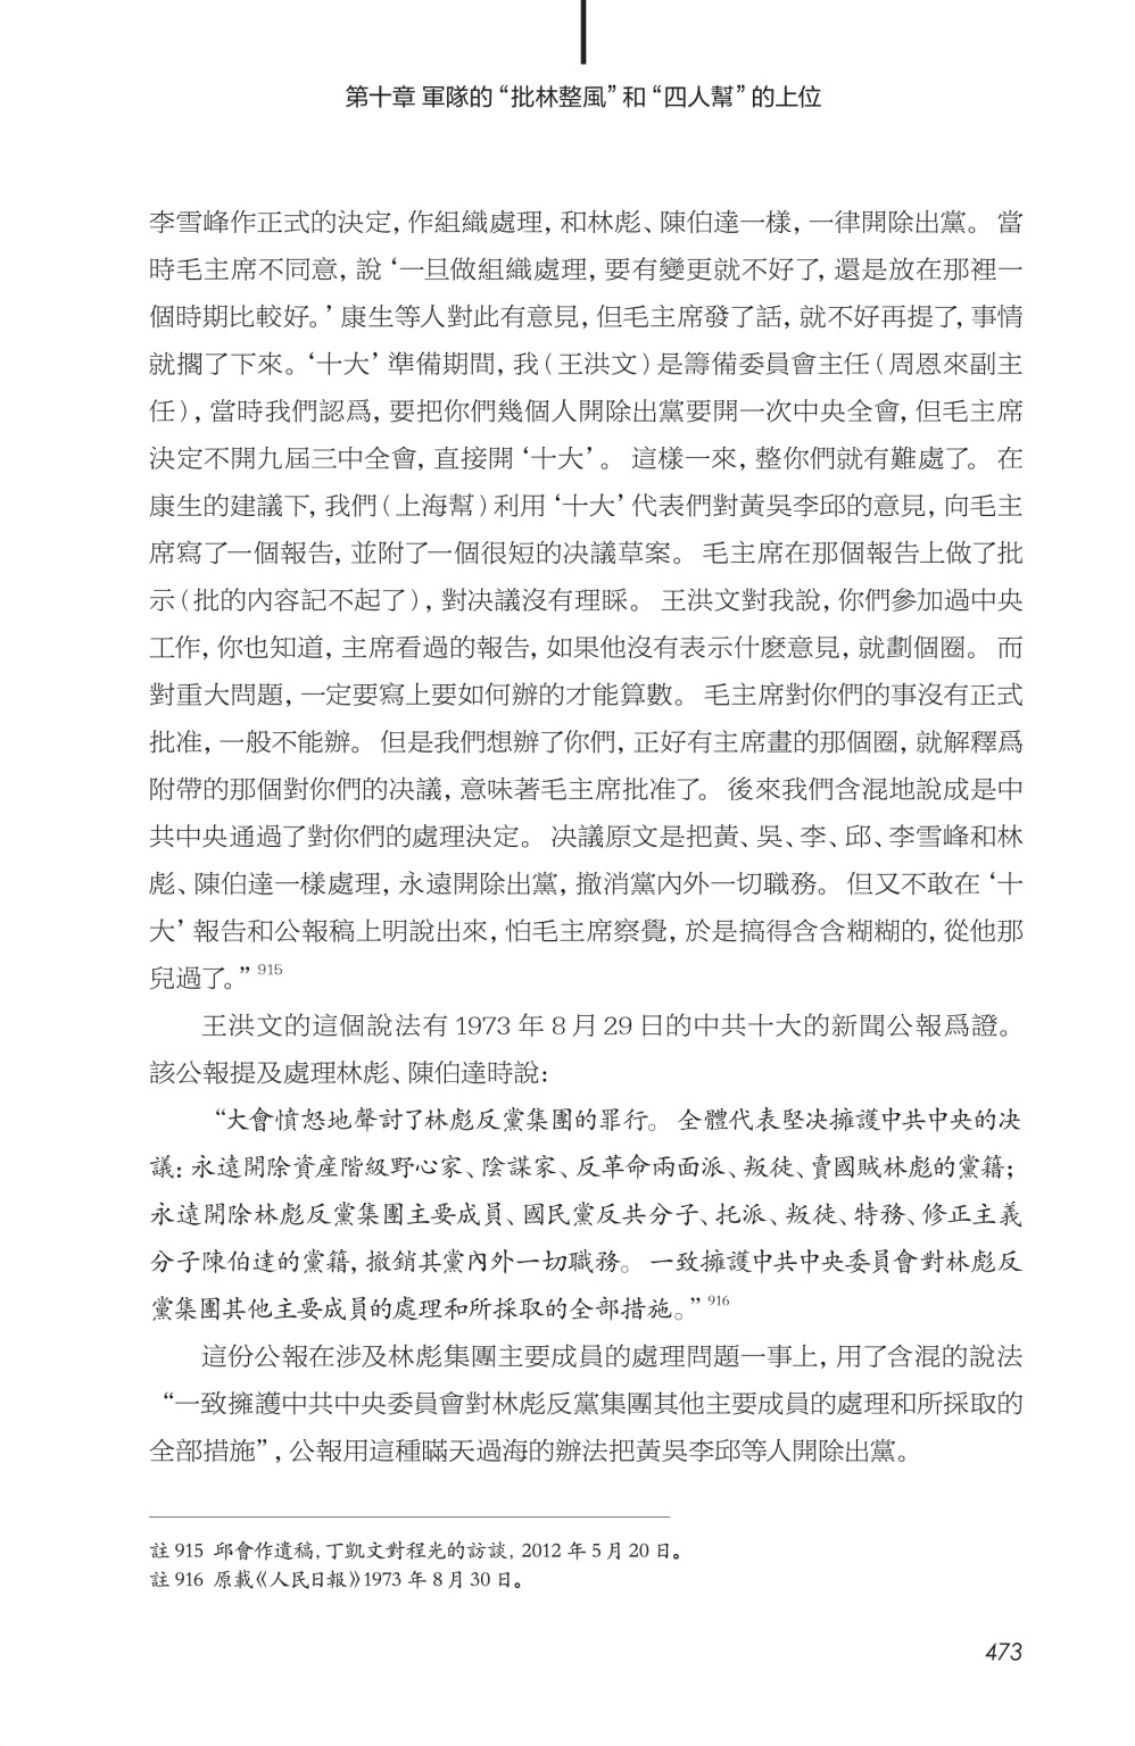 第十章 軍隊的“批林整風”和“四人幫”的上位
李雪峰作正式的決定, 作組織處理, 和林彪、陳伯達一樣, 一律開除出黨。 當
時毛主席不同意, 說‘一旦做組織處理, 要有變更就不好了, 還是放在那裡一
個時期比較好。’康生等人對此有意見, 但毛主席發了話, 就不好再提了, 事情
就擱了下來。‘十大’準備期間, 我(王洪文)是籌備委員會主任(周恩來副主
任), 當時我們認爲, 要把你們幾個人開除出黨要開一次中央全會, 但毛主席
決定不開九屆三中全會, 直接開‘十大’。 這樣一來, 整你們就有難處了。 在
康生的建議下, 我們(上海幫)利用‘十大’代表們對黃吳李邱的意見, 向毛主
席寫了一個報告, 並附了一個很短的決議草案。 毛主席在那個報告上做了批
示(批的內容記不起了), 對決議沒有理睬。 王洪文對我說, 你們參加過中央
工作, 你也知道, 主席看過的報告, 如果他沒有表示什麽意見, 就劃個圈。 而
對重大問題, 一定要寫上要如何辦的才能算數。 毛主席對你們的事沒有正式
批准, 一般不能辦。 但是我們想辦了你們, 正好有主席畫的那個圈, 就解釋爲
附帶的那個對你們的決議, 意味著毛主席批准了。 後來我們含混地說成是中
共中央通過了對你們的處理決定。 決議原文是把黃、吳、李、邱、李雪峰和林
彪、陳伯達一樣處理, 永遠開除出黨, 撤消黨內外一切職務。 但又不敢在‘十
大’報告和公報稿上明說出來, 怕毛主席察覺, 於是搞得含含糊糊的, 從他那
兒過了。” 915
王洪文的這個說法有 1973 年 8 月 29 日的中共十大的新聞公報爲證。
該公報提及處理林彪、陳伯達時說:
“大會憤怒地聲討了林彪反黨集團的罪行。 全體代表堅決擁護中共中央的決
議: 永遠開除資産階級野心家、陰謀家、反革命兩面派、叛徒、賣國賊林彪的黨籍;
永遠開除林彪反黨集團主要成員、國民黨反共分子、托派、叛徒、特務、修正主義
分子陳伯達的黨籍, 撤銷其黨內外一切職務。 一致擁護中共中央委員會對林彪反
黨集團其他主要成員的處理和所採取的全部措施。” 916
這份公報在涉及林彪集團主要成員的處理問題一事上, 用了含混的說法
“一致擁護中共中央委員會對林彪反黨集團其他主要成員的處理和所採取的
全部措施”, 公報用這種瞞天過海的辦法把黃吳李邱等人開除出黨。
註 915 邱會作遺稿, 丁凱文對程光的訪談, 2012 年 5 月 20 日。
註 916 原載《人民日報》1973 年 8 月 30 日。
473